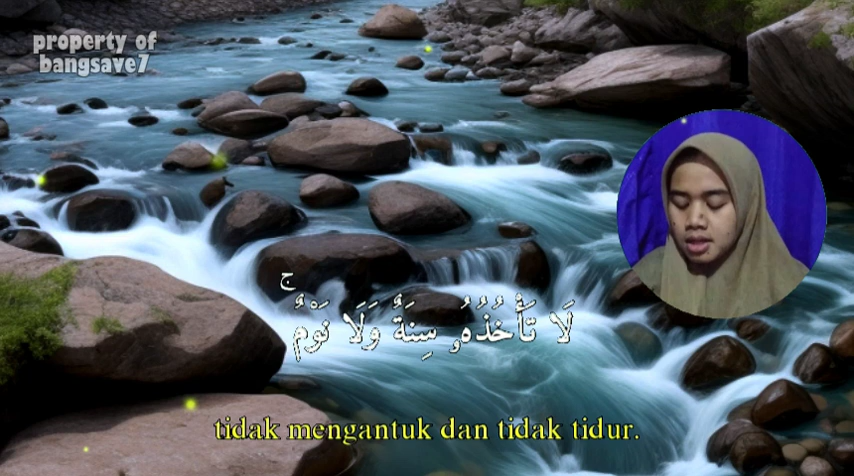 property of
bangsave7
لَا تَأْخُذُهُۥ سِنَةٌ وَلَا نَوْمٌ ۚ
tidak mengantuk dan tidak tidur.